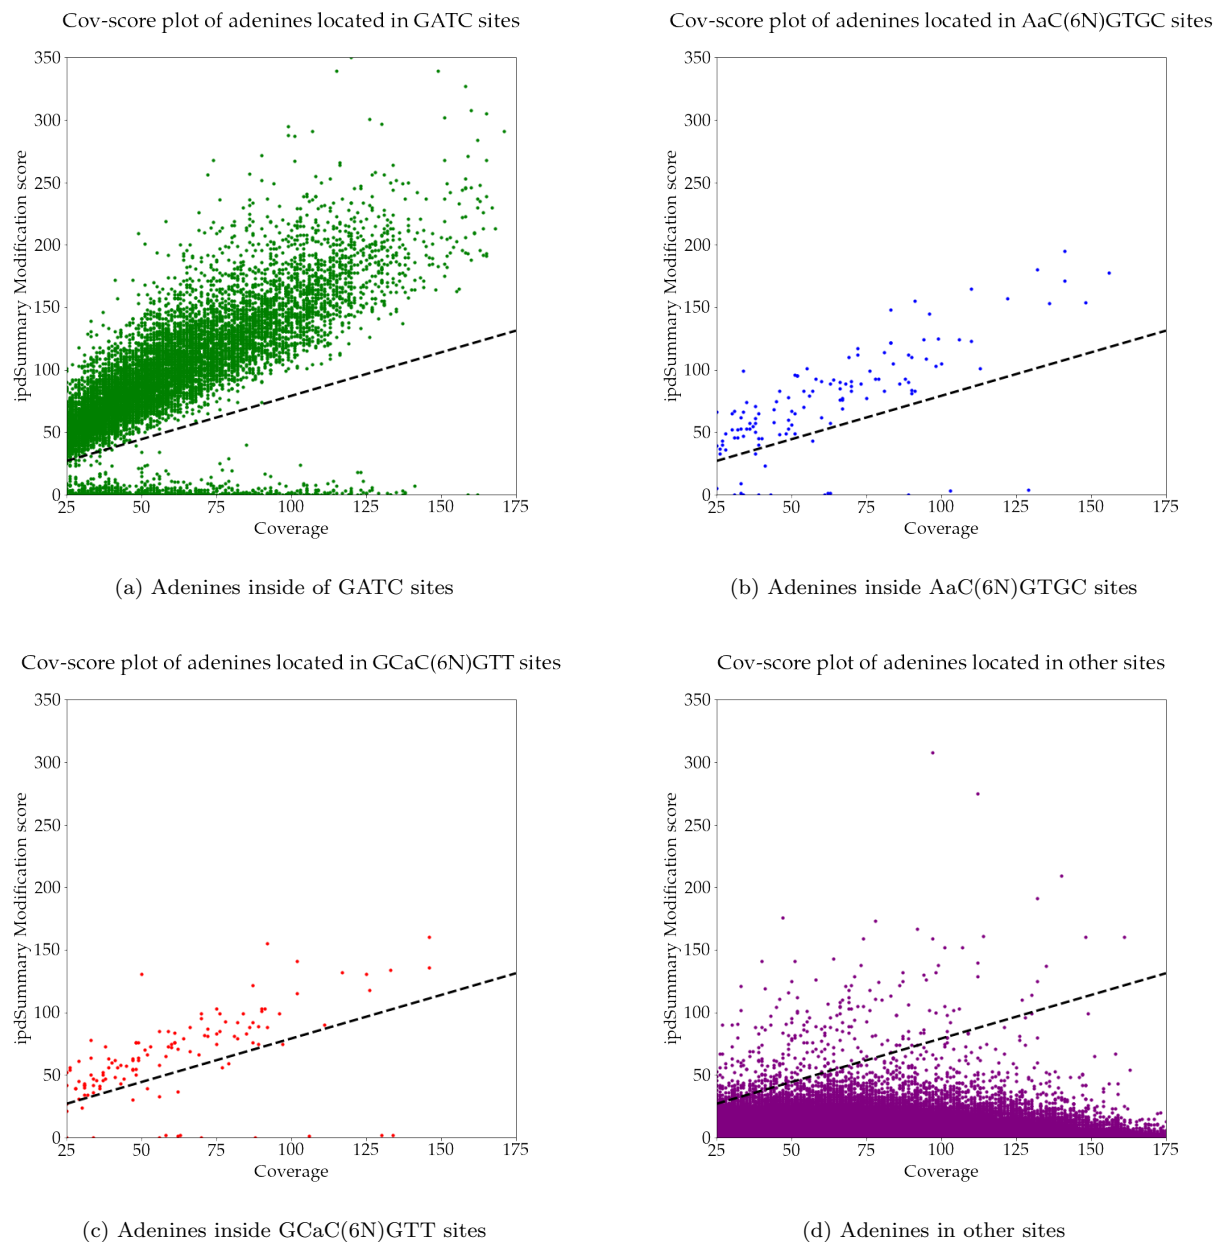 Cov-score plot of adenines located in GATC sites
350
300
250
200
150
100
50
0
ipdSummary Modification score
25 50 75 100 125 150 175
Coverage
(a) Adenines inside of GATC sites
Cov-score plot of adenines located in AaC(6N)GTGC sites
350
300
250
200
150
100
50
0
ipdSummary Modification score
25 50 75 100 125 150 175
Coverage
(b) Adenines inside AaC(6N)GTGC sites
Cov-score plot of adenines located in GCaC(6N)GTT sites
350
300
250
200
150
100
50
0
ipdSummary Modification score
25 50 75 100 125 150 175
Coverage
(c) Adenines inside GCaC(6N)GTT sites
Cov-score plot of adenines located in other sites
350
300
250
200
150
100
50
0
ipdSummary Modification score
25 50 75 100 125 150 175
Coverage
(d) Adenines in other sites